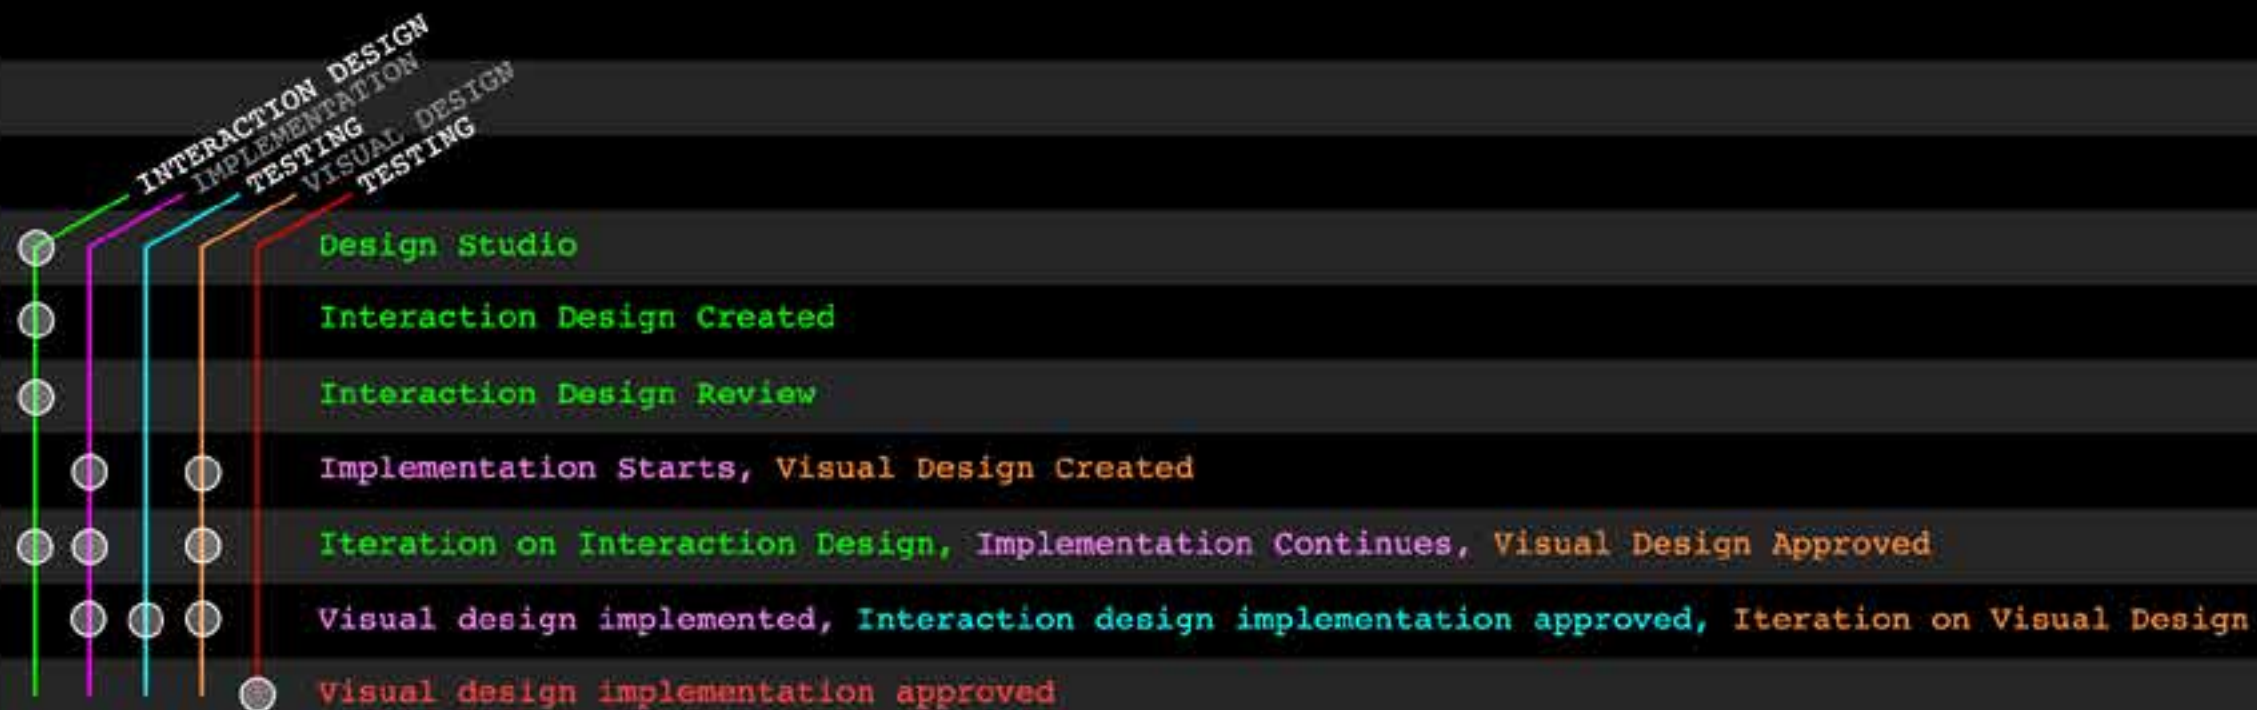 INTERACTION DESIGN
IMPLEMENTATION
TESTING
VISUAL DESIGN
TESTING
Design Studio
Interaction Design Created
Interaction Design Review
Implementation Starts, Visual Design Created
Iteration on Interaction Design, Implementation Continues, Visual Design Approved
Visual design implemented, Interaction design implementation approved, Iteration on Visual Design
Visual design implementation approved